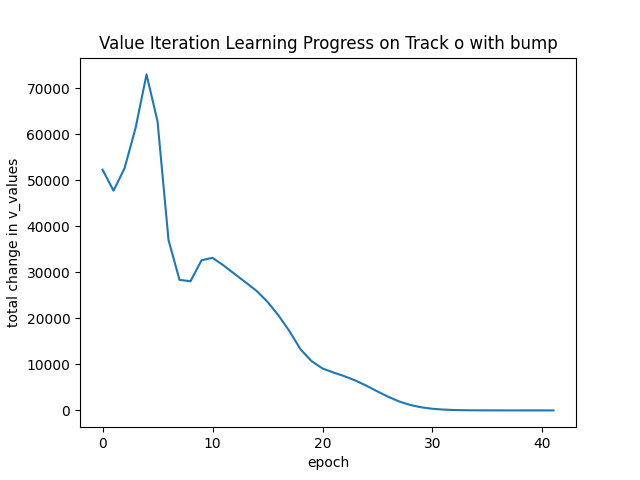 Value Iteration Learning Progress on Track o with bump
total change in v_values
70000
60000
50000
40000
30000
20000
10000
0
0 10 20 30 40
epoch